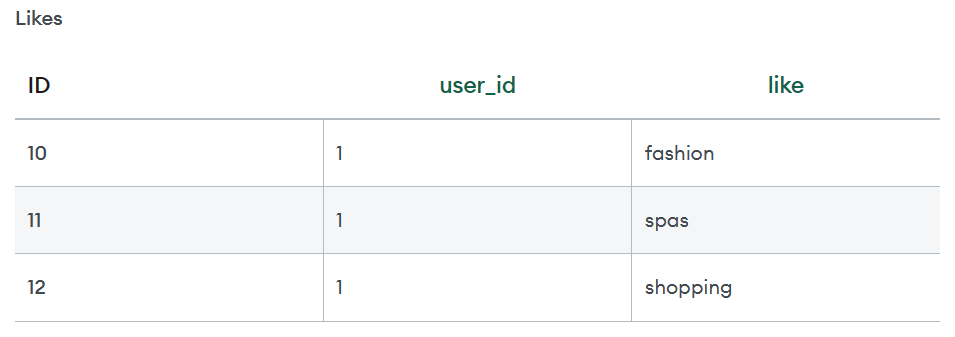 Likes
ID user_id like
10 1 fashion
11 1 spas
12 1 shopping